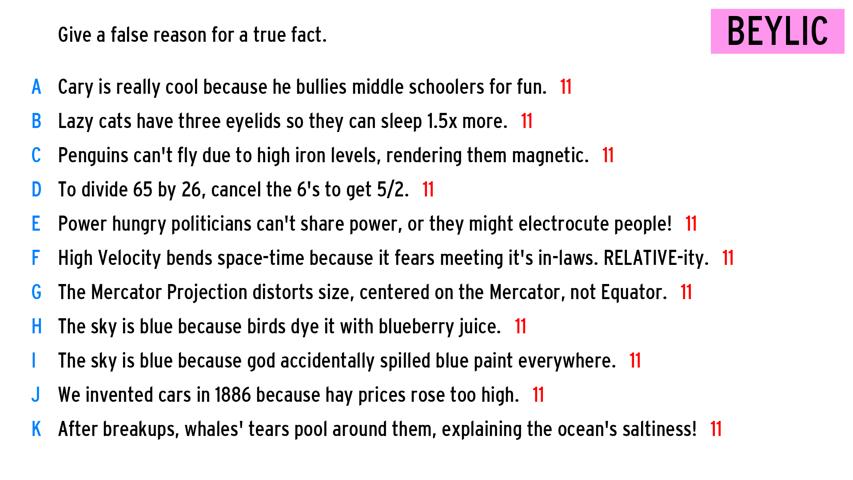 Give a false reason for a true fact.
BEYLIC
A Cary is really cool because he bullies middle schoolers for fun. 11
B Lazy cats have three eyelids so they can sleep 1.5x more. 11
C Penguins can't fly due to high iron levels, rendering them magnetic. 11
D To divide 65 by 26, cancel the 6's to get 5/2. 11
E Power hungry politicians can't share power, or they might electrocute people! 11
F High Velocity bends space-time because it fears meeting it's in-laws. RELATIVE-ity. 11
G The Mercator Projection distorts size, centered on the Mercator, not Equator. 11
H The sky is blue because birds dye it with blueberry juice. 11
I The sky is blue because god accidentally spilled blue paint everywhere. 11
J We invented cars in 1886 because hay prices rose too high. 11
K After breakups, whales' tears pool around them, explaining the ocean's saltiness! 11